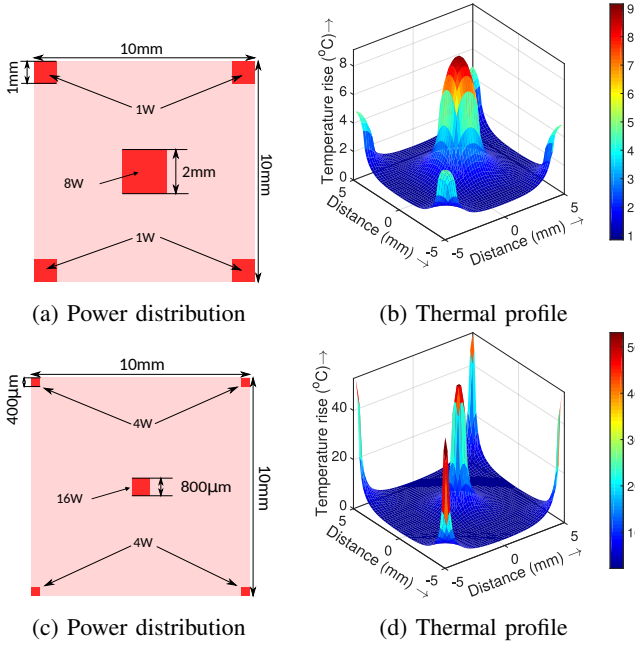 10mm
1mm
1W
10mm
8W
2mm
1W
(a) Power distribution
Temperature rise (°C)→
8
6
4
2
0
5
0
-5
Distance (mm) →
-5
0
5
Distance (mm) →
9
8
7
6
5
4
3
2
1
(b) Thermal profile
10mm
400µm
4W
10mm
16W
800µm
4W
(c) Power distribution
Temperature rise (°C)→
40
20
0
5
0
-5
Distance (mm) →
-5
0
5
Distance (mm) →
(d) Thermal profile